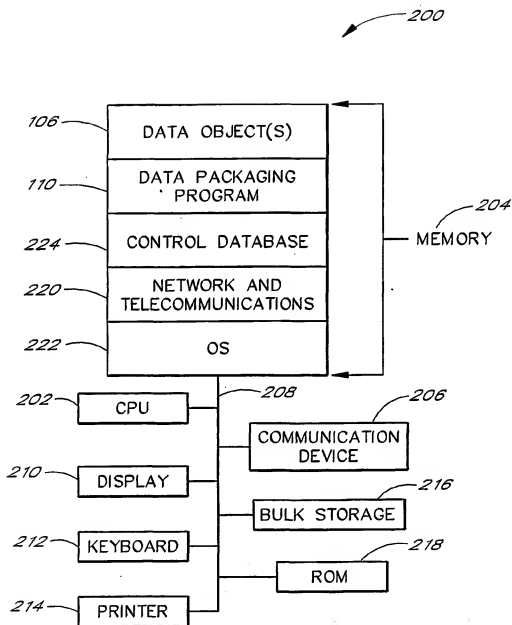 200
106
DATA OBJECT(S)
110
DATA PACKAGING
PROGRAM
204
MEMORY
224
CONTROL DATABASE
220
NETWORK AND
TELECOMMUNICATIONS
222
OS
208
202
CPU
206
COMMUNICATION
DEVICE
210
DISPLAY
216
BULK STORAGE
212
KEYBOARD
218
ROM
214
PRINTER